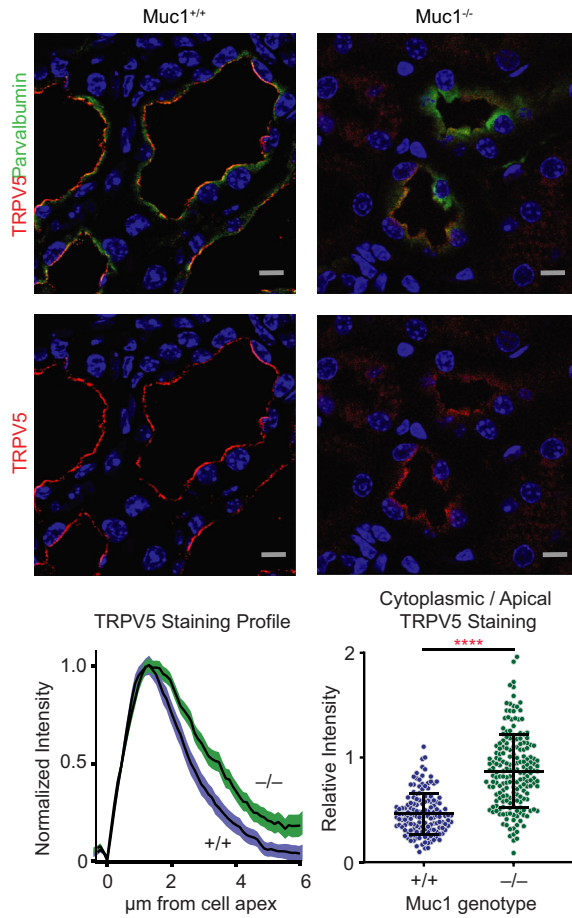 Muc1+/+
Muc1-/-
TRPV5 Parvalbumin
TRPV5
TRPV5 Staining Profile
Normalized Intensity
1.0
0.5
0
–/–
+/+
0 2 4 6
µm from cell apex
Cytoplasmic / Apical
TRPV5 Staining
****
Relative Intensity
2
1
0
+/+ –/–
Muc1 genotype